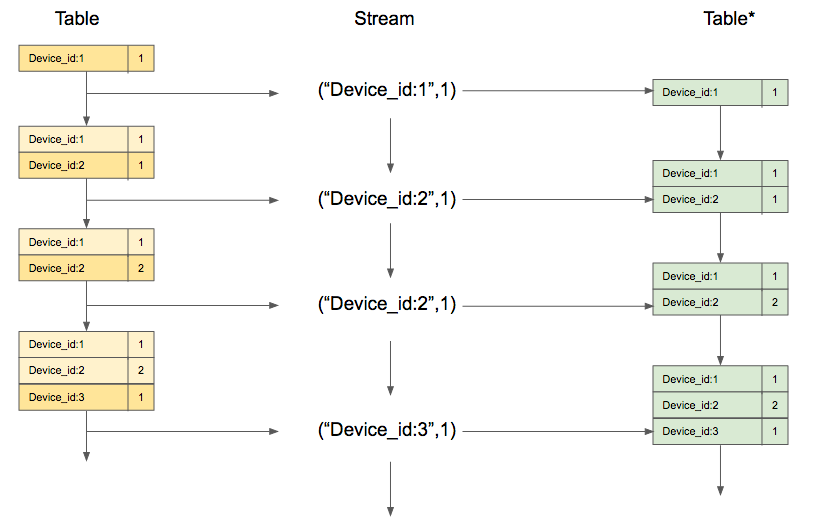 Table Stream Table*
Device_id:1 1
("Device_id:1”,1)
Device_id:1 1
Device_id:1 1
Device_id:2 1
(“Device_id:2”,1)
Device_id:1 1
Device_id:2 1
Device_id:1 1
Device_id:2 2
(“Device_id:2”,1)
Device_id:1 1
Device_id:2 2
Device_id:1 1
Device_id:2 2
Device_id:3 1
(“Device_id:3”,1)
Device_id:1 1
Device_id:2 2
Device_id:3 1